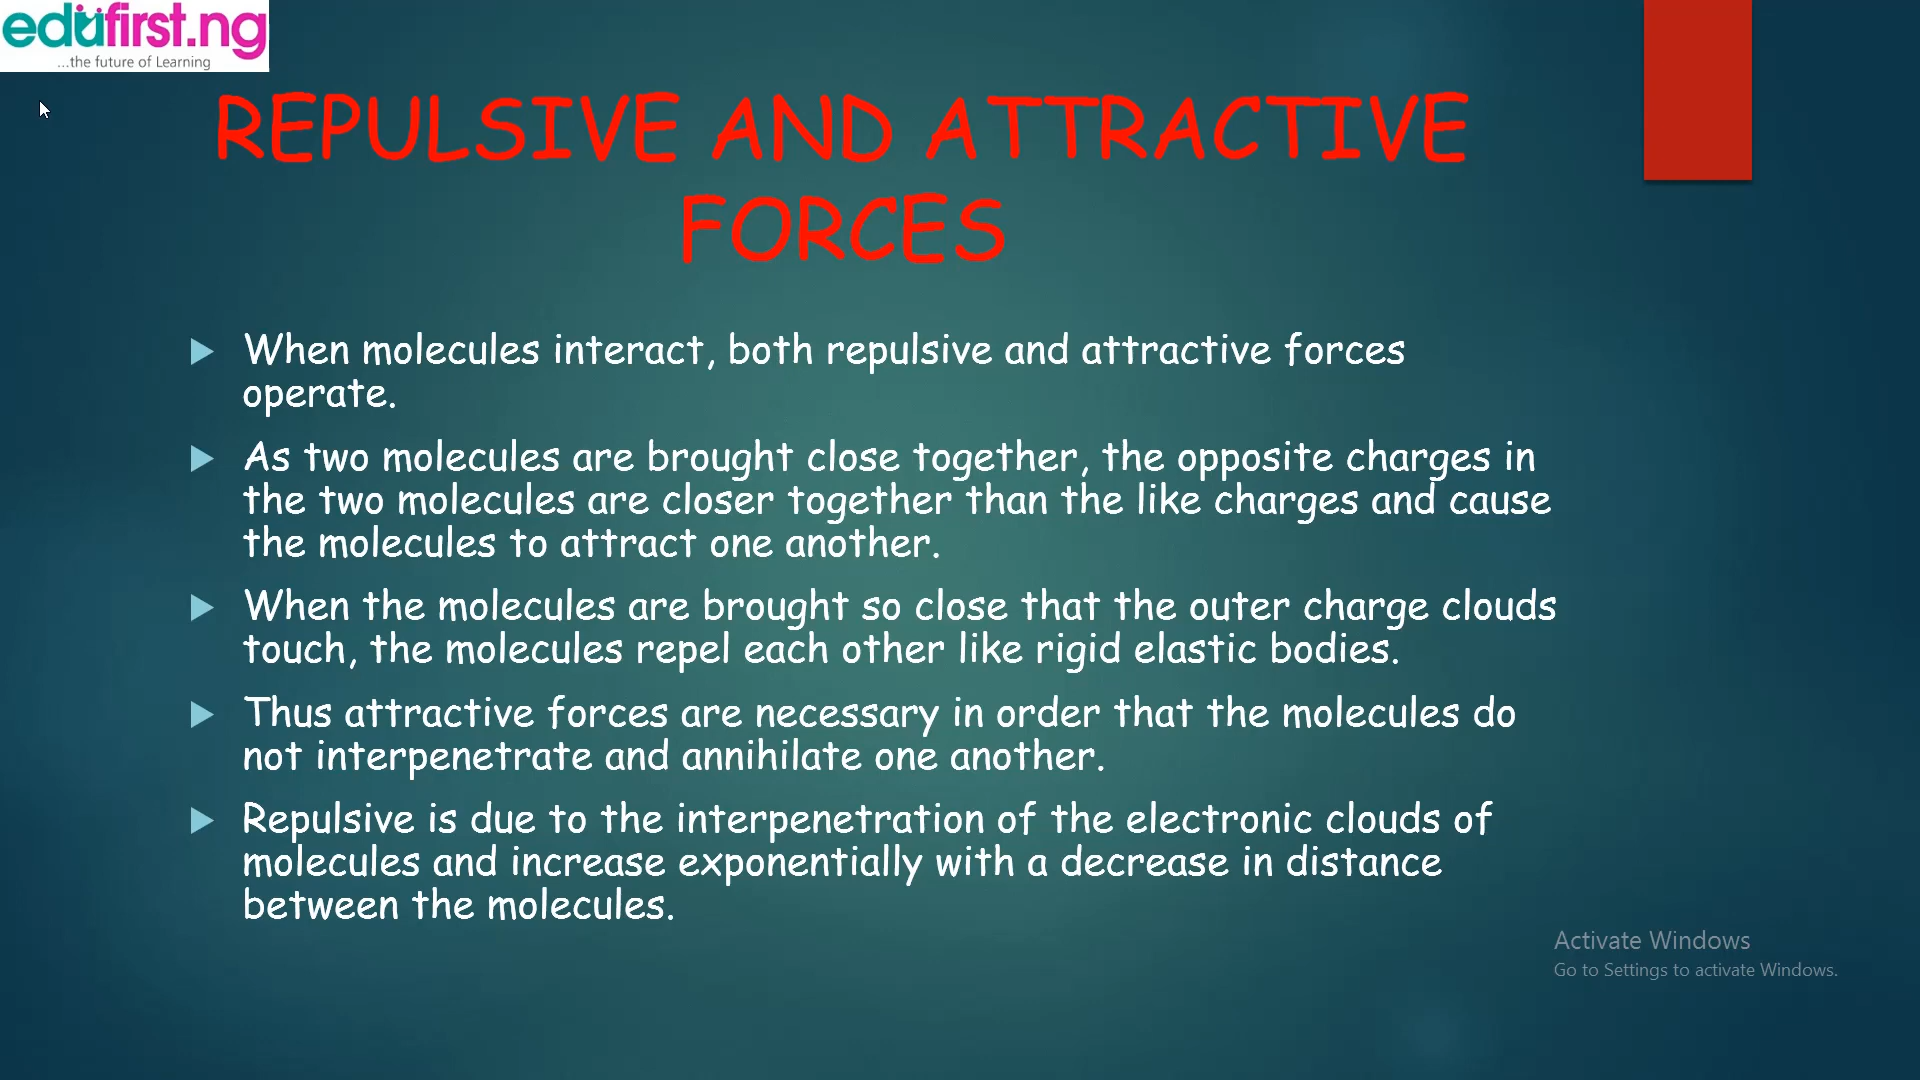 edufirst.ng
...the future of Learning
REPULSIVE AND ATTRACTIVE
FORCES
When molecules interact, both repulsive and attractive forces
operate.
As two molecules are brought close together, the opposite charges in
the two molecules are closer together than the like charges and cause
the molecules to attract one another.
When the molecules are brought so close that the outer charge clouds
touch, the molecules repel each other like rigid elastic bodies.
Thus attractive forces are necessary in order that the molecules do
not interpenetrate and annihilate one another.
Repulsive is due to the interpenetration of the electronic clouds of
molecules and increase exponentially with a decrease in distance
between the molecules.
Activate Windows
Go to Settings to activate Windows.